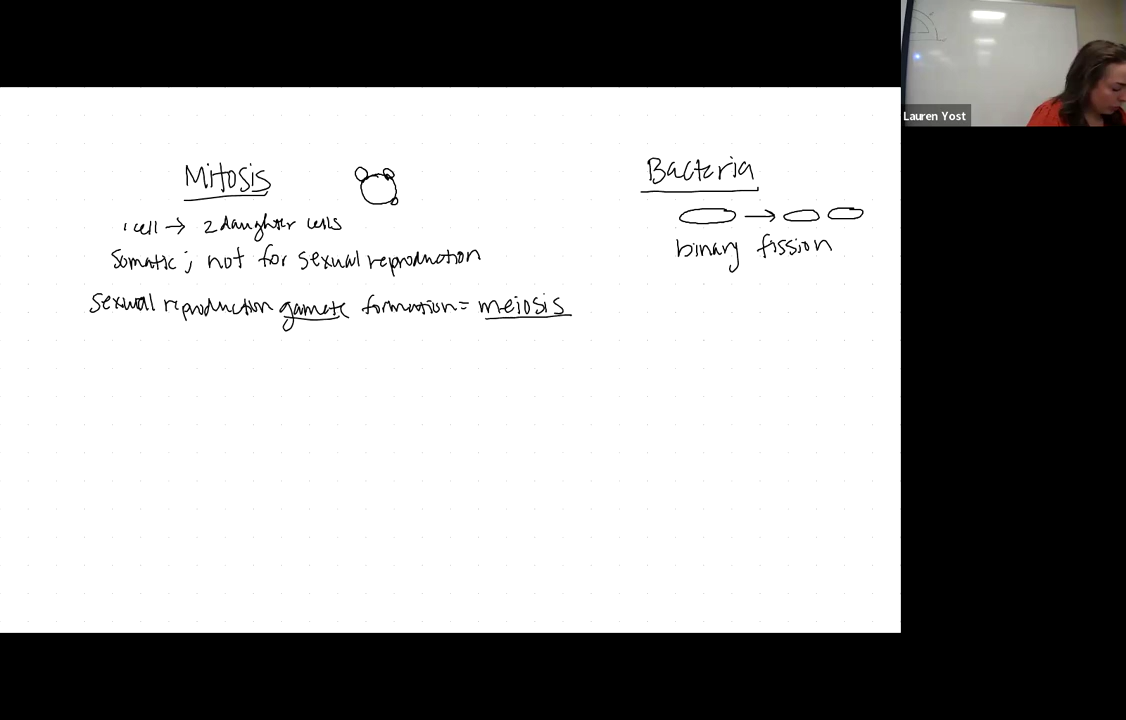 Mitosis
1 cell → 2 daughter cells
Somatic; not for sexual reproduction
Sexual reproduction gamete formation = meiosis
Bacteria
binary fission
Lauren Yost